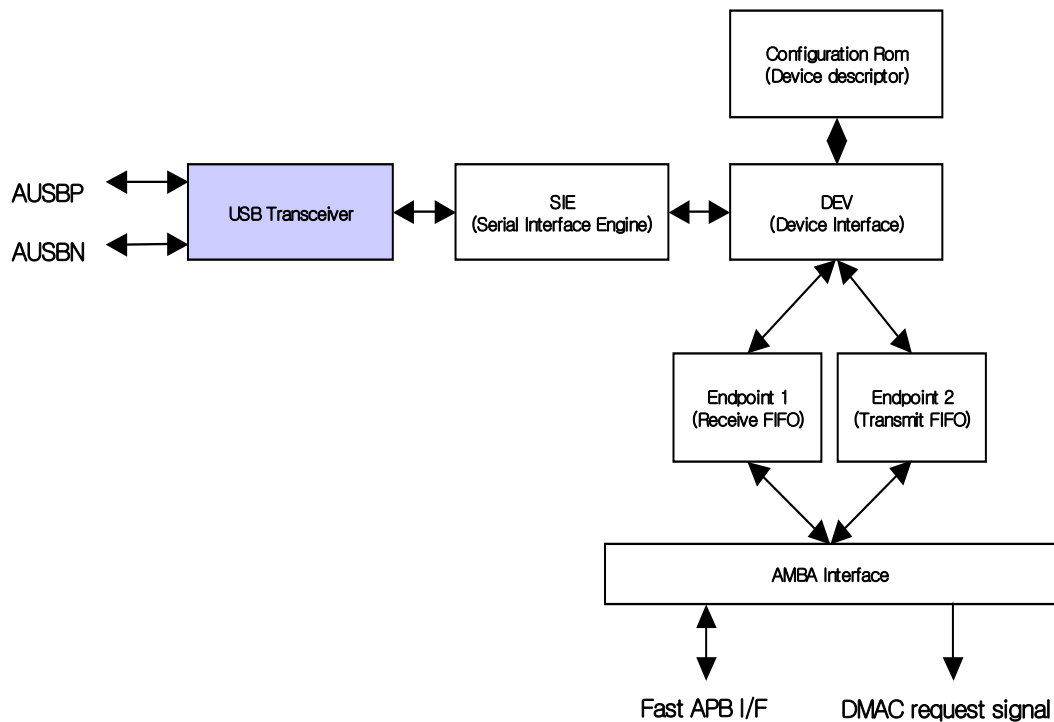 Configuration Rom
(Device descriptor)
AUSBP
AUSBN
USB Transceiver
SIE
(Serial Interface Engine)
DEV
(Device Interface)
Endpoint 1
(Receive FIFO)
Endpoint 2
(Transmit FIFO)
AMBA Interface
Fast APB I/F
DMAC request signal